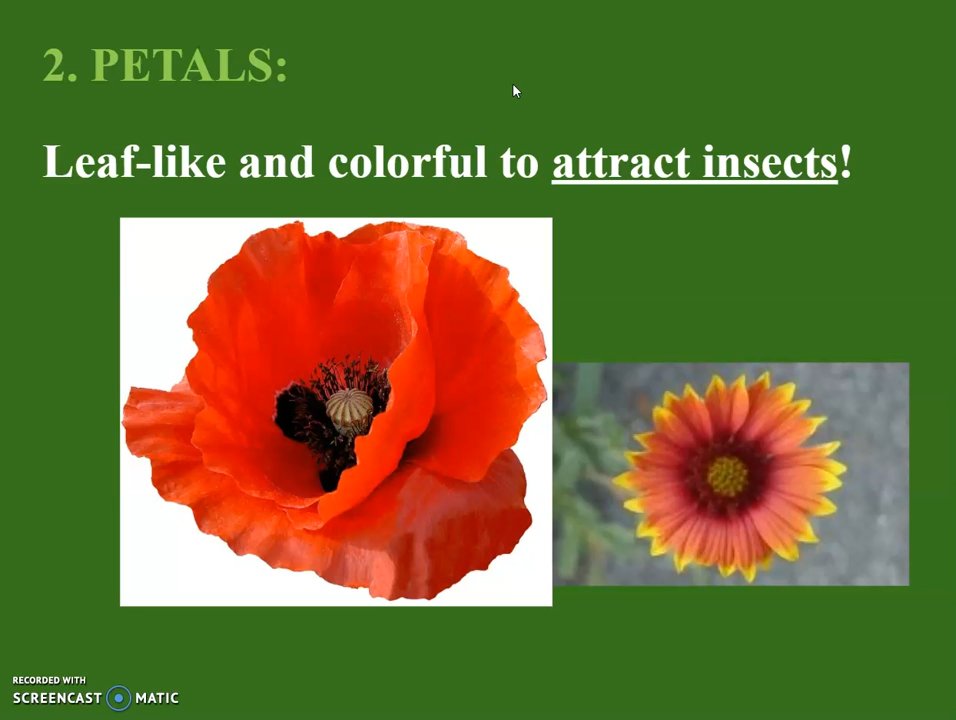 2. PETALS:
Leaf-like and colorful to attract insects!
RECORDED WITH
SCREENCAST MATIC